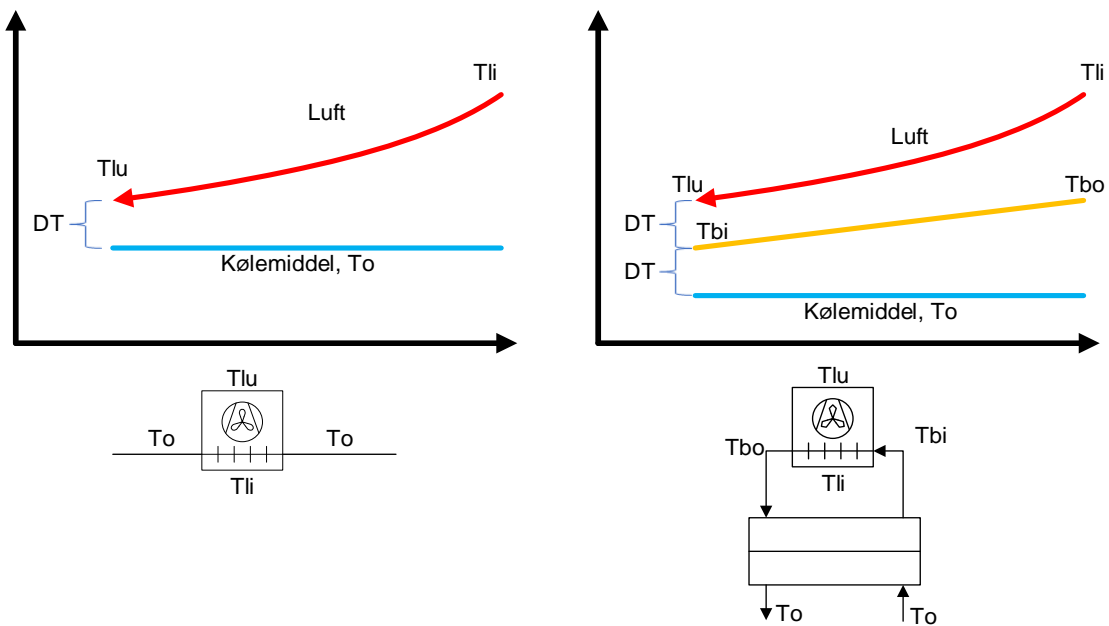 Tli
Luft
Tlu
DT
Kølemiddel, To
Tlu
To
To
Tli
Tli
Luft
Tlu
Tbo
DT
Tbi
DT
Kølemiddel, To
Tlu
Tbo
Tbi
Tli
To
To